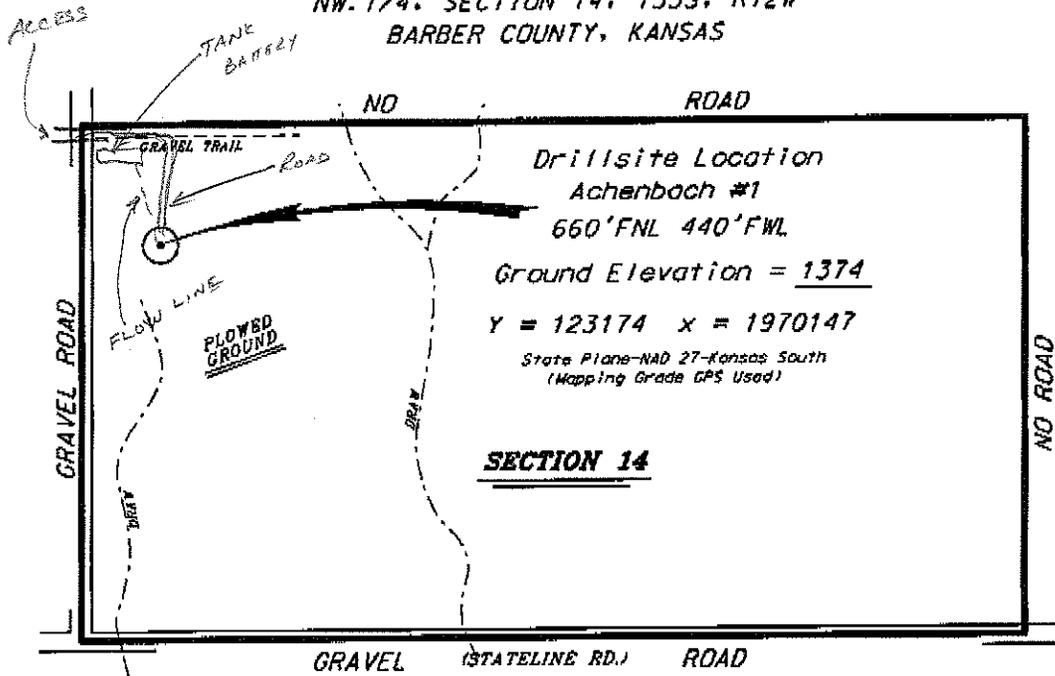 NW.1/4. SECTION 14. T35S. R12W
BARBER COUNTY, KANSAS
ACCESS
TANK
BATTERY
NO ROAD
GRAVEL TRAIL
ROAD
Drillsite Location
Achenbach #1
660'FNL 440'FWL
Ground Elevation = 1374
Y = 123174 x = 1970147
State Plane-NAD 27-Kansas South
(Mapping Grade GPS Used)
FLOW LINE
PLOWED
GROUND
GRAVEL ROAD
NO ROAD
DRAW
SECTION 14
DRAW
GRAVEL (STATELINE RD.) ROAD